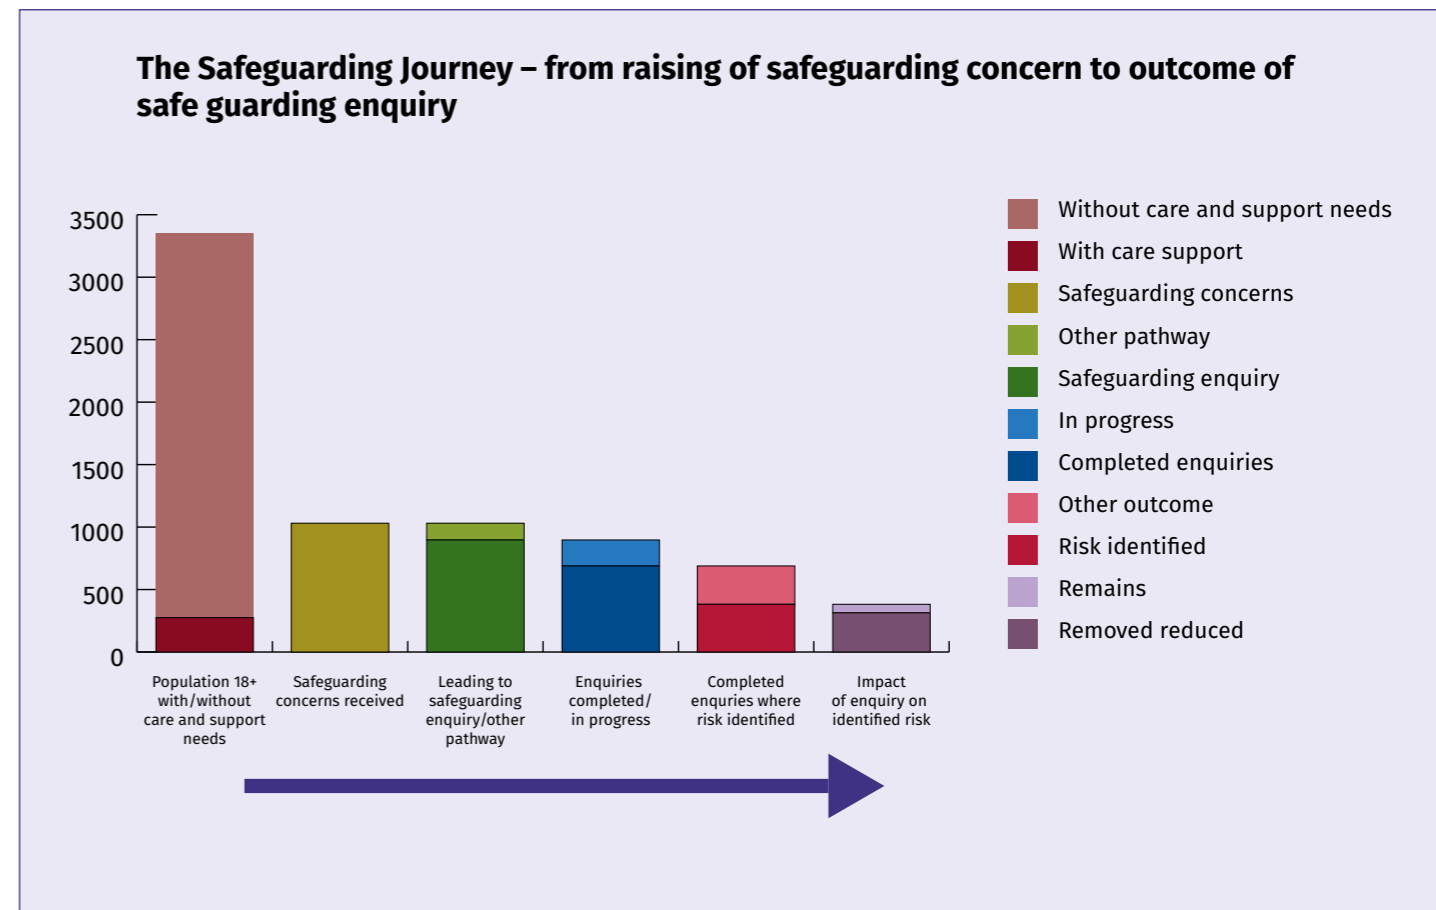 The Safeguarding Journey – from raising of safeguarding concern to outcome of
safe guarding enquiry
3500
3000
2500
2000
1500
1000
500
0
Population 18+
with/without
care and support
needs
Safeguarding
concerns received
Leading to
safeguarding
enquiry/other
pathway
Enquiries
completed/
in progress
Completed
enquries where
risk identified
Impact
of enquiry on
identified risk
Without care and support needs
With care support
Safeguarding concerns
Other pathway
Safeguarding enquiry
In progress
Completed enquiries
Other outcome
Risk identified
Remains
Removed reduced